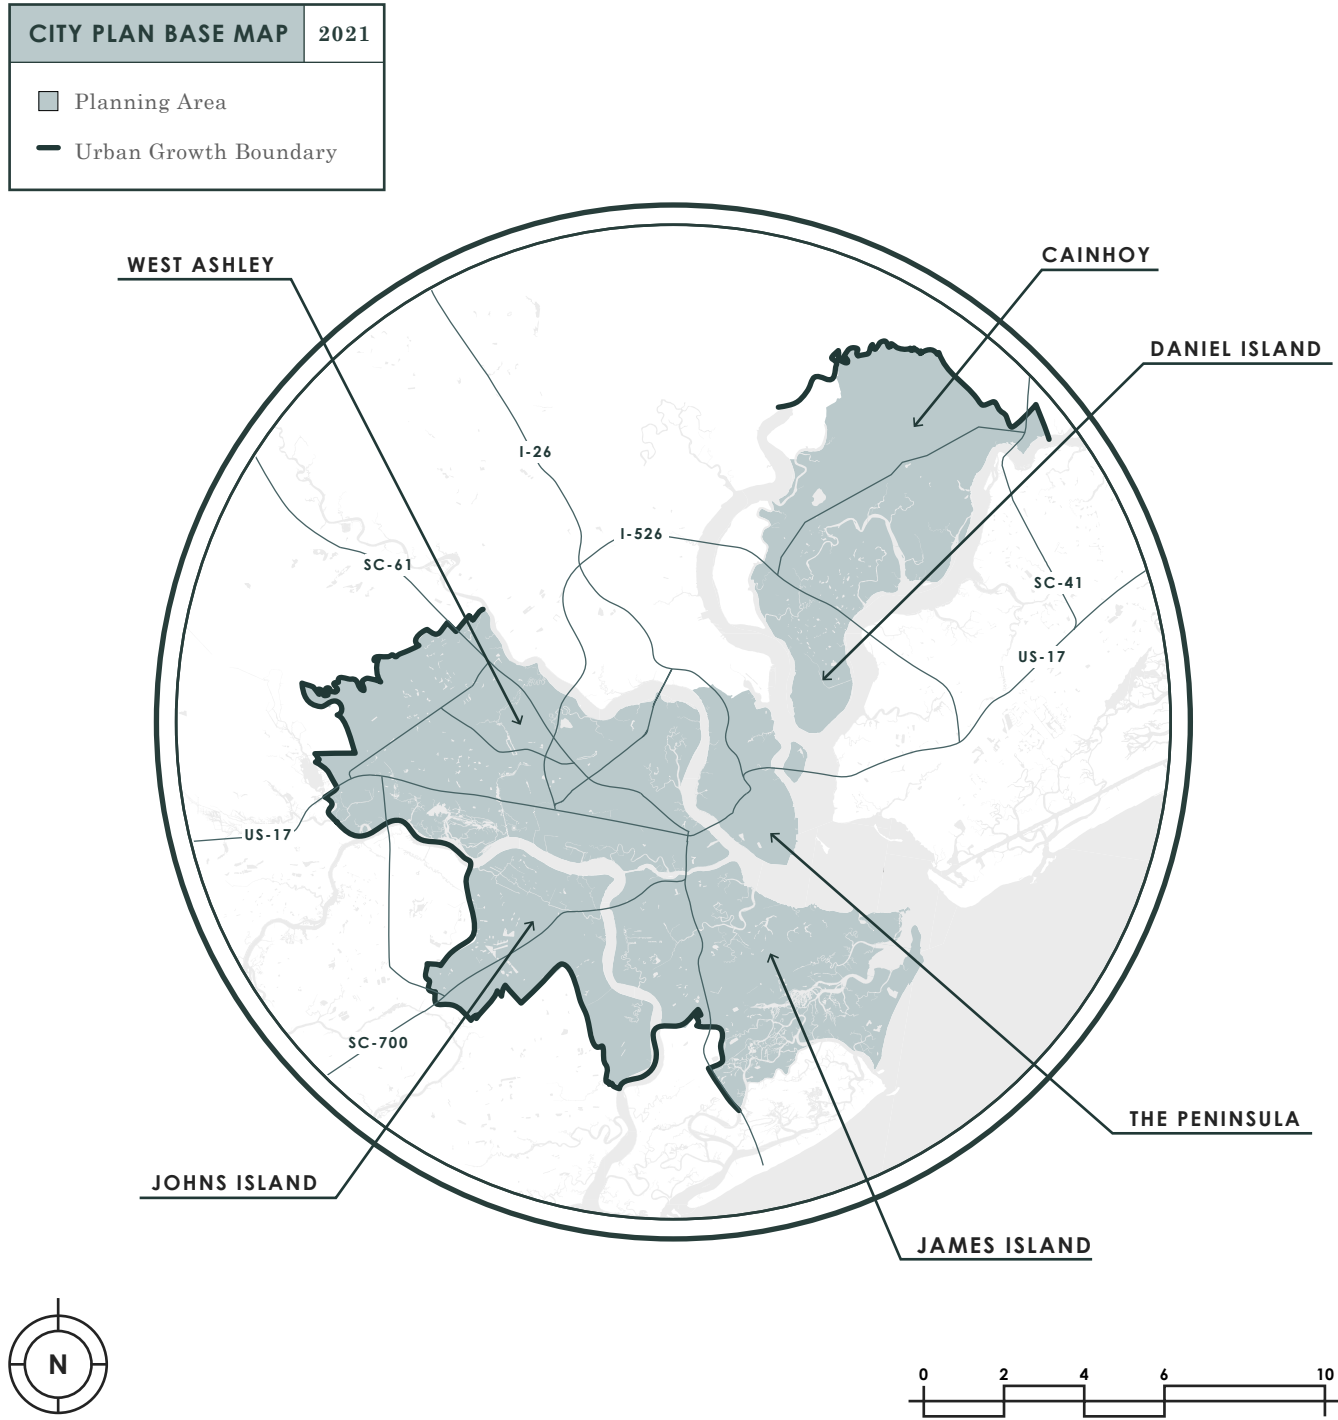 CITY PLAN BASE MAP 2021
Planning Area
Urban Growth Boundary
WEST ASHLEY
CAINHOY
DANIEL ISLAND
I-26
I-526
SC-61
SC-41
US-17
US-17
SC-700
THE PENINSULA
JOHNS ISLAND
JAMES ISLAND
N
0 2 4 6 10